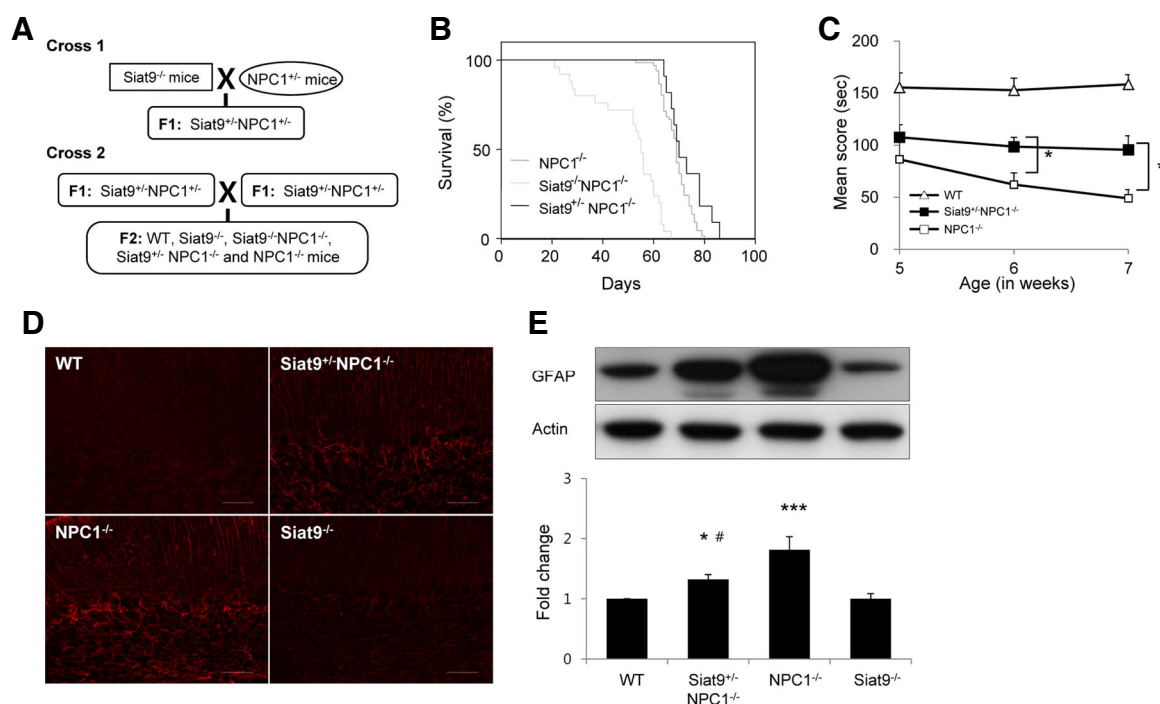 A
Cross 1
Siat9-/- mice
X
NPC1+/- mice
F1: Siat9+/-NPC1+/-
Cross 2
F1: Siat9+/-NPC1+/-
X
F1: Siat9+/-NPC1+/-
F2: WT, Siat9-/-, Siat9-/-NPC1-/-,
Siat9+/- NPC1-/- and NPC1-/- mice
B
Survival (%)
100
50
0
NPC1-/-
Siat9-/-NPC1-/-
Siat9+/- NPC1-/-
0 20 40 60 80 100
Days
C
Mean score (sec)
200
150
100
50
0
*
*
WT
Siat9+/-NPC1-/-
NPC1-/-
5 6 7
Age (in weeks)
D
WT
Siat9+/-NPC1-/-
NPC1-/-
Siat9-/-
E
GFAP
Actin
Fold change
3
2
1
0
* #
***
WT Siat9+/- NPC1-/- Siat9-/-
NPC1-/-